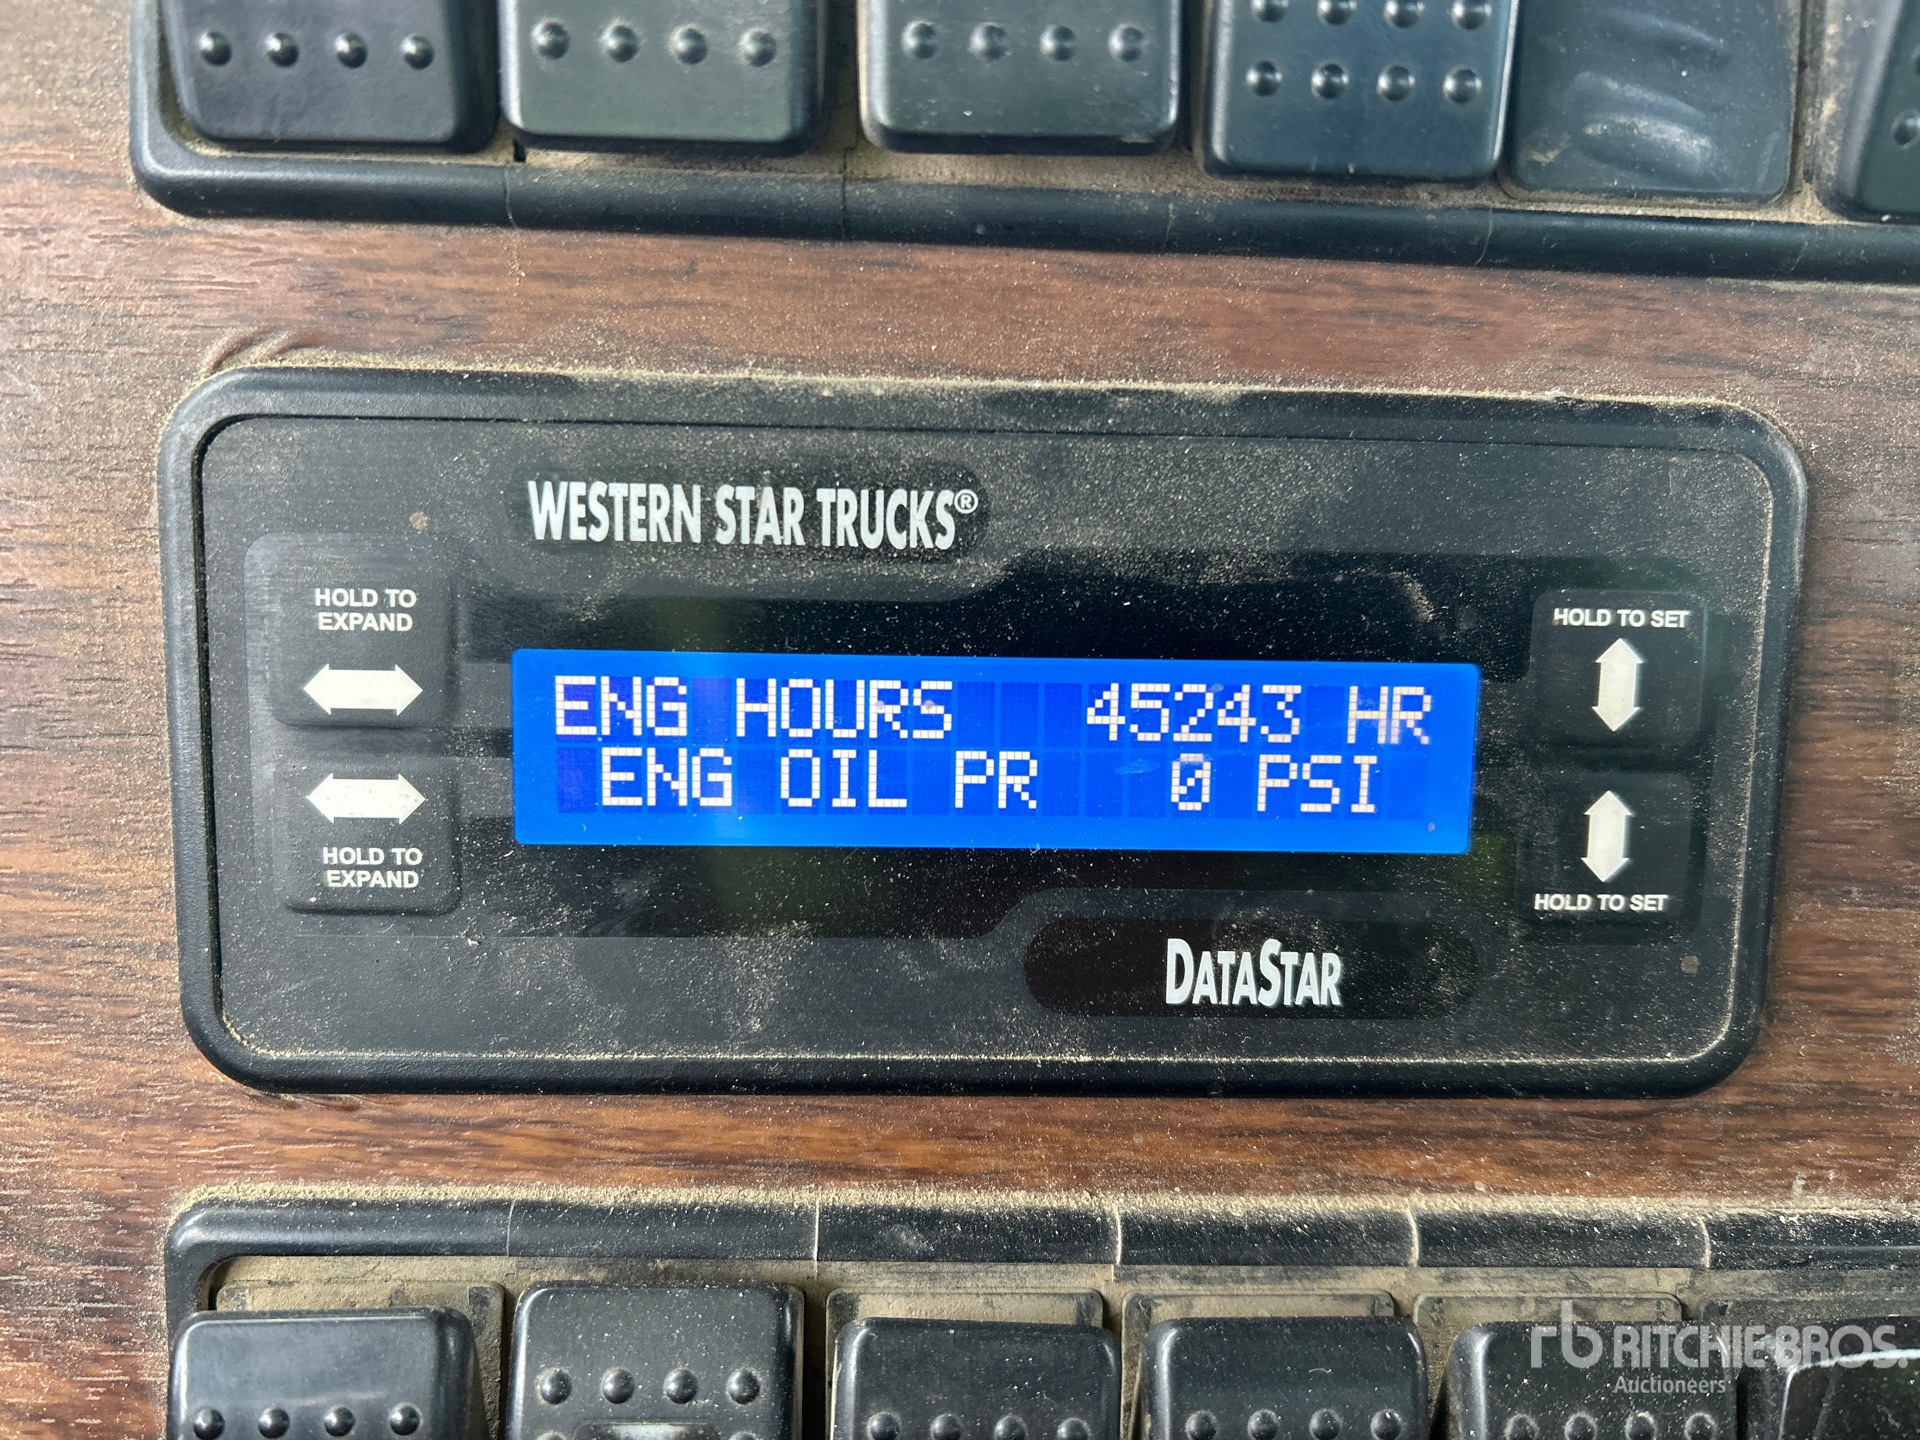 WESTERN STAR TRUCKS®
HOLD TO
EXPAND
HOLD TO SET
ENG HOURS 45243 HR
ENG OIL PR 0 PSI
HOLD TO
EXPAND
HOLD TO SET
DATASTAR
rb RITCHIE BROS.
Auctioneers